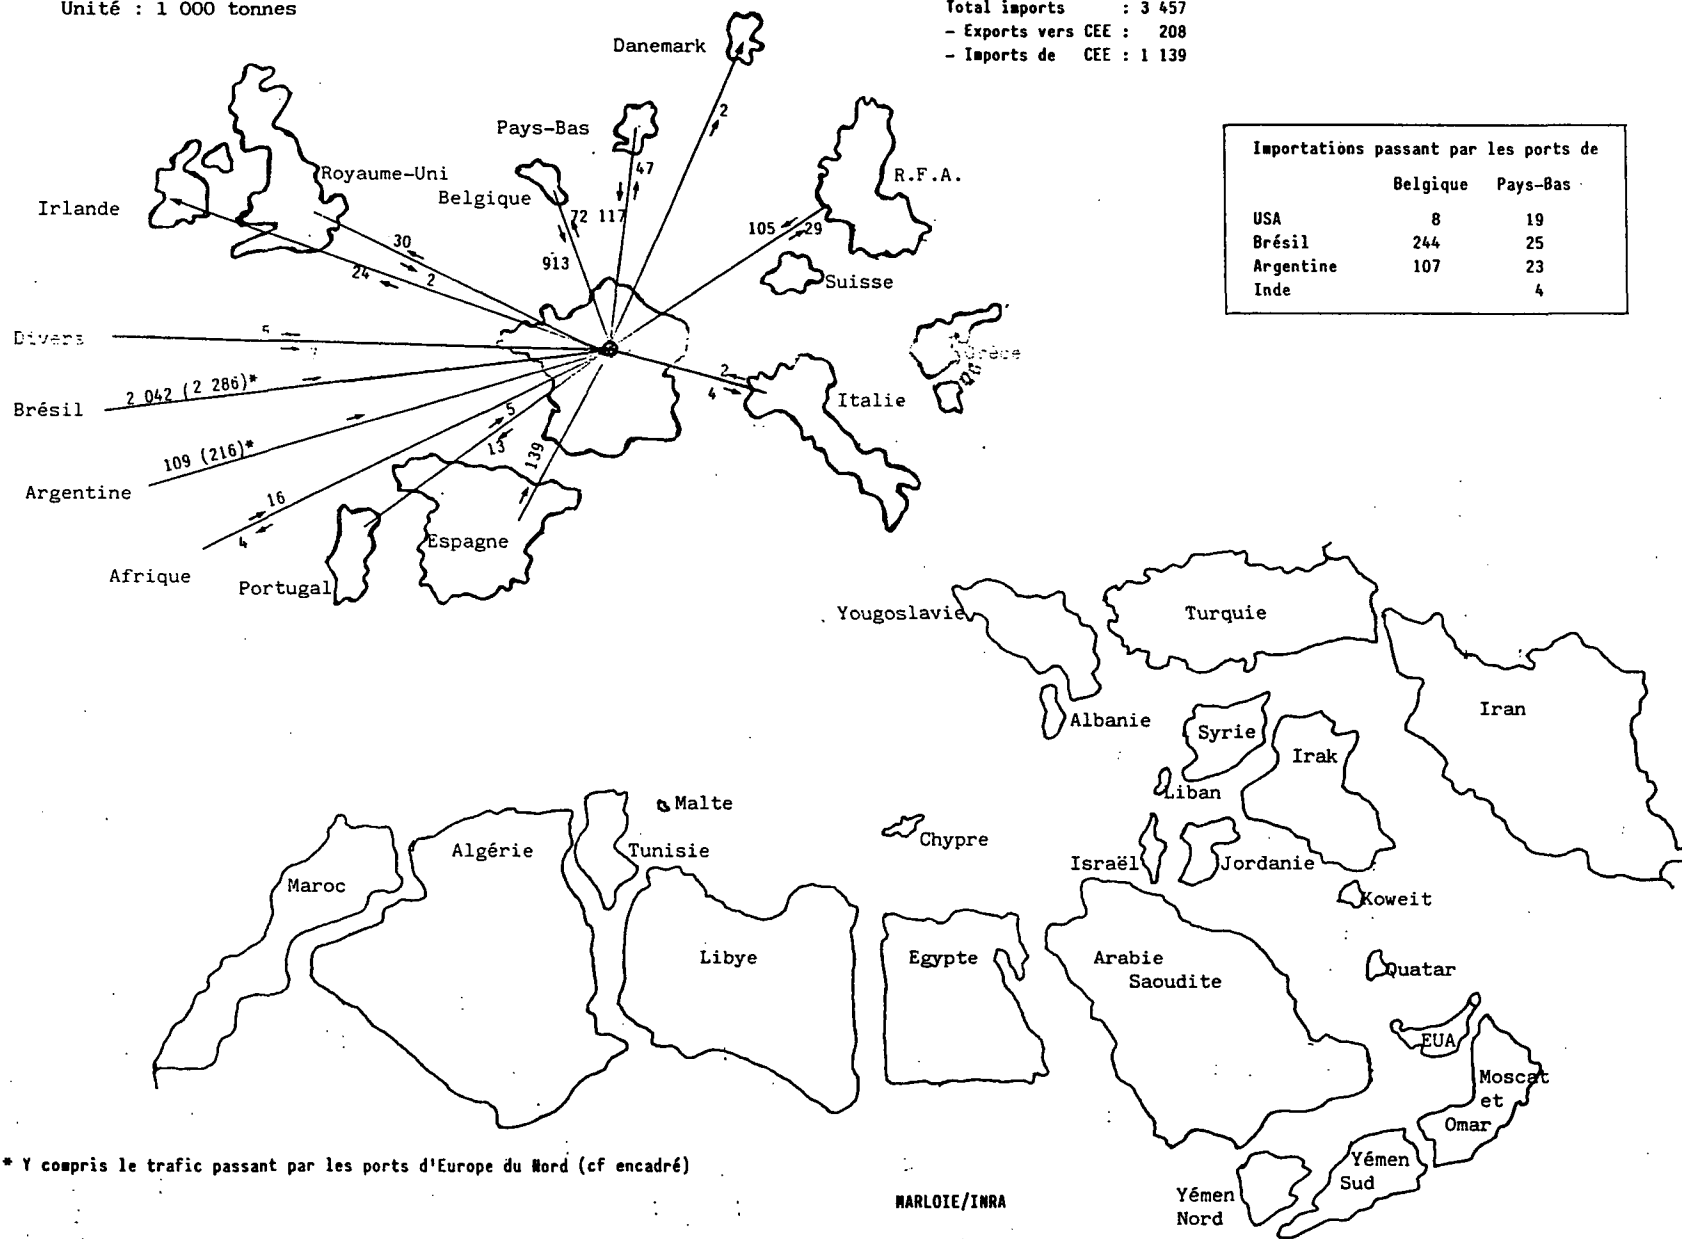 Unité : 1 000 tonnes
Total imports : 3 457
- Exports vers CEE : 208
- Imports de CEE : 1 139
Danemark
2
Pays-Bas
47
117
Belgique
72
913
Royaume-Uni
30
2
Irlande
24
R.F.A.
105
29
Suisse
Importations passant par les ports de
Belgique Pays-Bas
USA 8 19
Brésil 244 25
Argentine 107 23
Inde 4
Divers
5
Grèce
Brésil
2 042 (2 286)*
2
4
Italie
Argentine
109 (216)*
5
13
139
16
4
Afrique
Portugal
Espagne
Yougoslavie
Turquie
Iran
Albanie
Syrie
Irak
Liban
Malte
Chypre
Algérie
Tunisie
Israël
Jordanie
Maroc
Koweit
Libye
Egypte
Arabie
Saoudite
Quatar
EUA
Moscat
et
Omar
Yémen
Sud
Yémen
Nord
* Y compris le trafic passant par les ports d'Europe du Nord (cf encadré)
MARLOIE/INRA